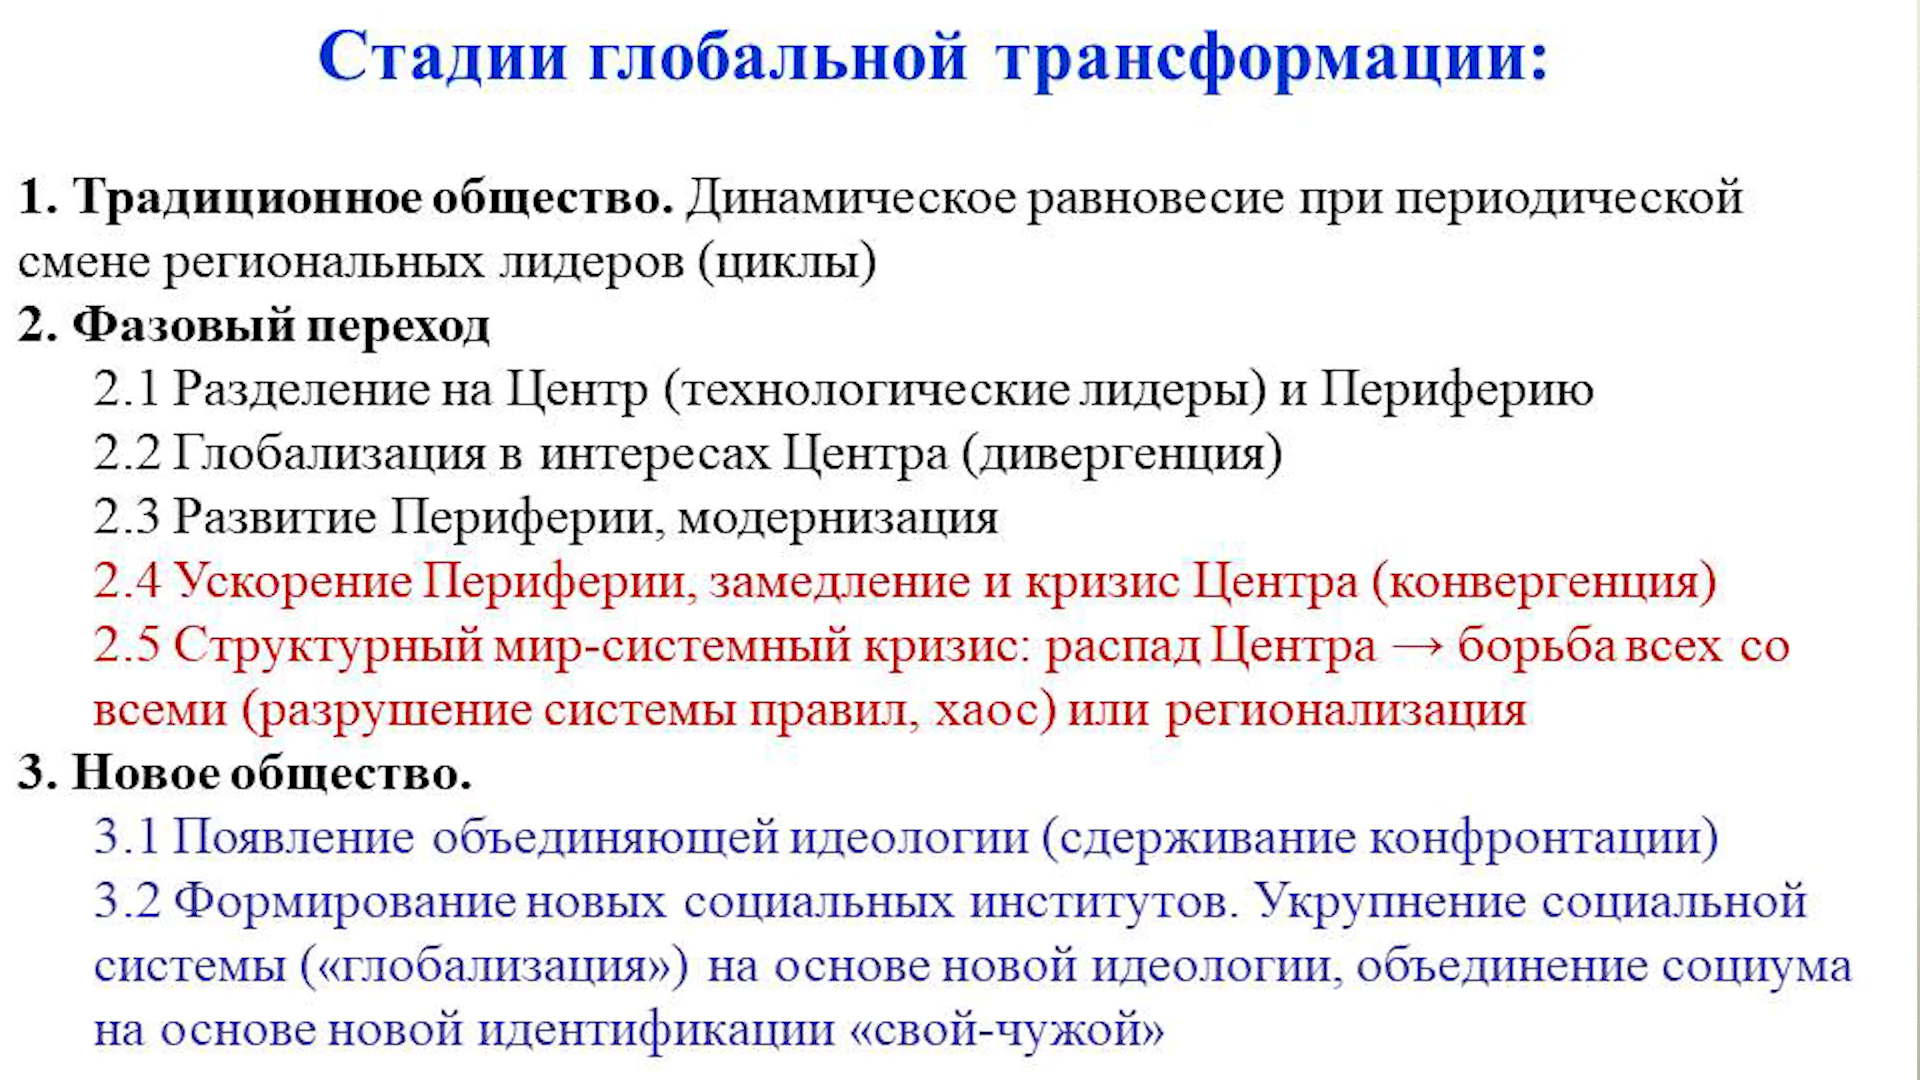 Стадии глобальной трансформации:
1. Традиционное общество. Динамическое равновесие при периодической
смене региональных лидеров (циклы)
2. Фазовый переход
2.1 Разделение на Центр (технологические лидеры) и Периферию
2.2 Глобализация в интересах Центра (дивергенция)
2.3 Развитие Периферии, модернизация
2.4 Ускорение Периферии, замедление и кризис Центра (конвергенция)
2.5 Структурный мир-системный кризис: распад Центра → борьба всех со
всеми (разрушение системы правил, хаос) или регионализация
3. Новое общество.
3.1 Появление объединяющей идеологии (сдерживание конфронтации)
3.2 Формирование новых социальных институтов. Укрупнение социальной
системы («глобализация») на основе новой идеологии, объединение социума
на основе новой идентификации «свой-чужой»